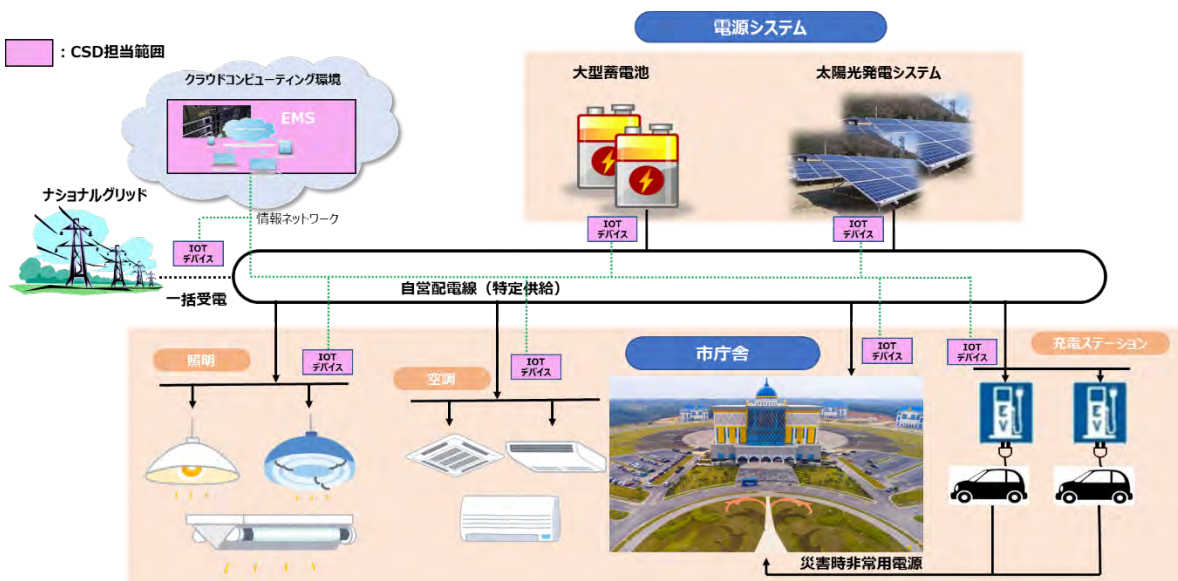 電源システム
：CSD担当範囲
大型蓄電池
太陽光発電システム
クラウドコンピューティング環境
EMS
ナショナルグリッド
情報ネットワーク
IOT
デバイス
IOT
デバイス
IOT
デバイス
一括受電
自営配電線（特定供給）
照明
IOT
デバイス
空調
IOT
デバイス
市庁舎
IOT
デバイス
IOT
デバイス
発電ステーション
E
V
E
V
災害時非常用電源